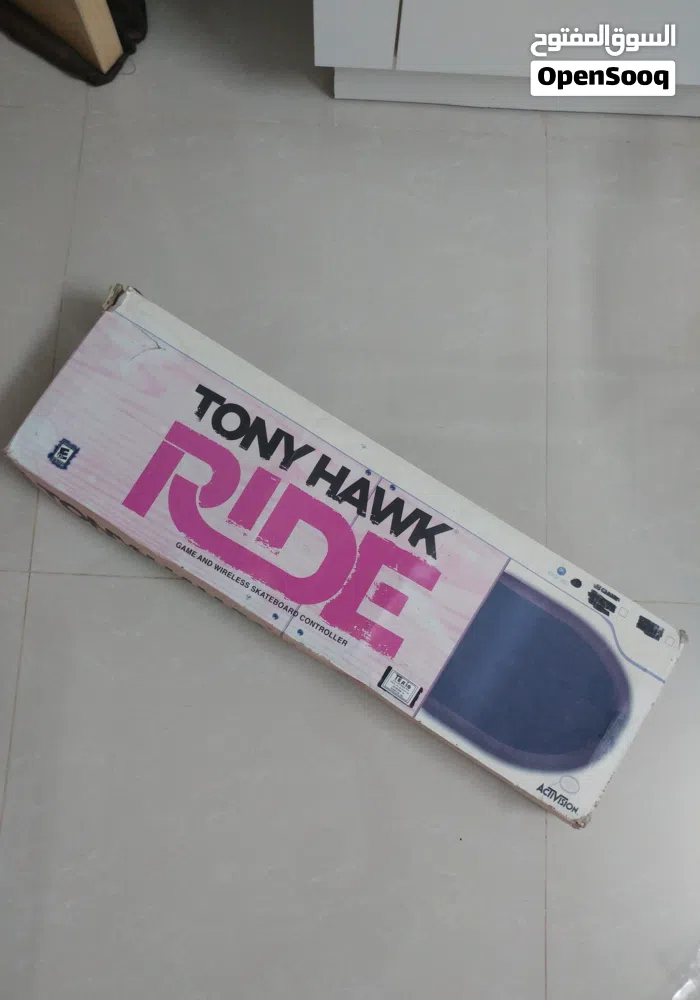 السوق المفتوح
OpenSooq
TONY HAWK
RIDE
GAME AND WIRELESS SKATEBOARD CONTROLLER
E
ACTIVISION